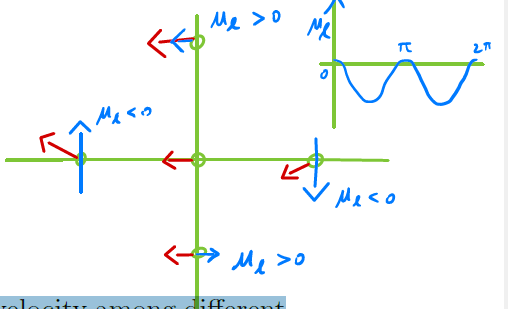 μ_ℓ > 0
μ_ℓ
π
2π
0
μ_ℓ < 0
μ_ℓ < 0
μ_ℓ > 0
velocity among different